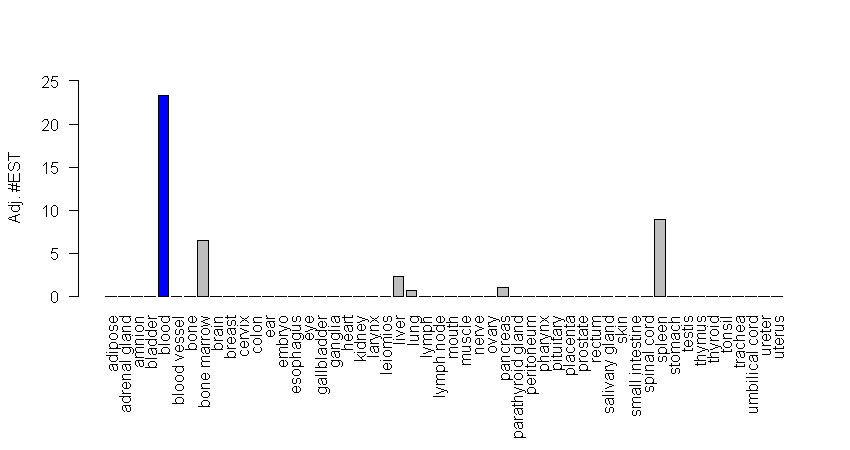 Adj. #EST
25
20
15
10
5
0
adipose
adrenal gland
amnion
bladder
blood
blood vessel
bone
bone marrow
brain
breast
cervix
colon
ear
embryo
esophagus
eye
gallbladder
ganglia
heart
kidney
larynx
leiomios
liver
lung
lymph
lymph node
mouth
muscle
nerve
ovary
pancreas
parathyroid gland
peritoneum
pharynx
pituitary
placenta
prostate
rectum
salivary gland
skin
small intestine
spinal cord
spleen
stomach
testis
thymus
thyroid
tonsil
trachea
umbilical cord
ureter
uterus